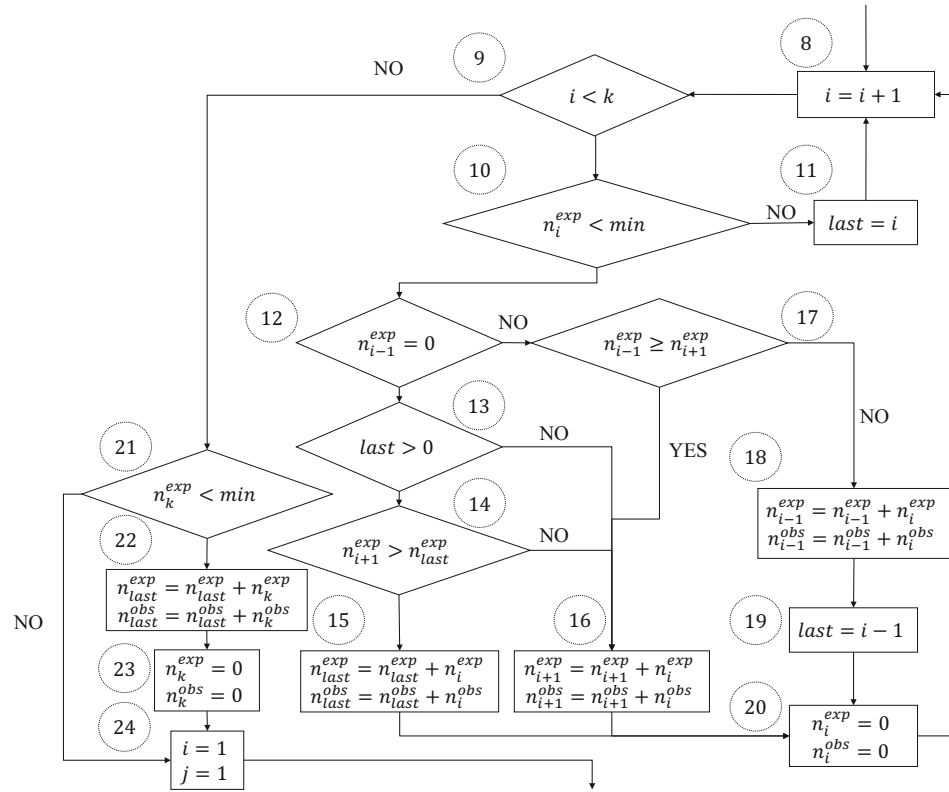 8
i = i + 1
9
NO
i < k
10
n_i^{exp} < min
NO
11
last = i
12
n_{i-1}^{exp} = 0
NO
17
n_{i-1}^{exp} ≥ n_{i+1}^{exp}
NO
YES
13
last > 0
NO
14
n_{i+1}^{exp} > n_{last}^{exp}
NO
15
n_{last}^{exp} = n_{last}^{exp} + n_i^{exp}
n_{last}^{obs} = n_{last}^{obs} + n_i^{obs}
16
n_{i+1}^{exp} = n_{i+1}^{exp} + n_i^{exp}
n_{i+1}^{obs} = n_{i+1}^{obs} + n_i^{obs}
18
n_{i-1}^{exp} = n_{i-1}^{exp} + n_i^{exp}
n_{i-1}^{obs} = n_{i-1}^{obs} + n_i^{obs}
19
last = i − 1
20
n_i^{exp} = 0
n_i^{obs} = 0
21
n_k^{exp} < min
NO
22
n_{last}^{exp} = n_{last}^{exp} + n_k^{exp}
n_{last}^{obs} = n_{last}^{obs} + n_k^{obs}
23
n_k^{exp} = 0
n_k^{obs} = 0
24
i = 1
j = 1